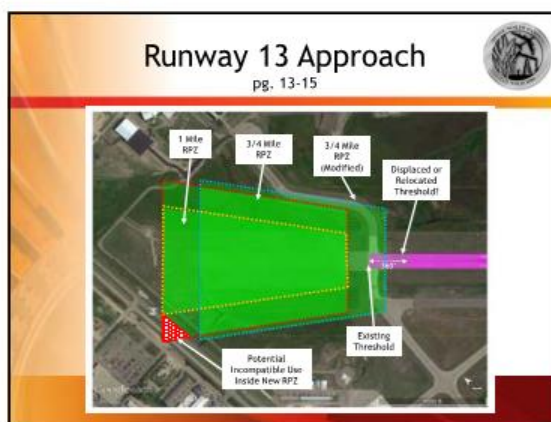 Runway 13 Approach
pg. 13-15
1 Mile
RPZ
3/4 Mile
RPZ
3/4 Mile
RPZ
(Modified)
Displaced or
Relocated
Threshold?
Existing
Threshold
Potential
Incompatible Use
Inside New RPZ